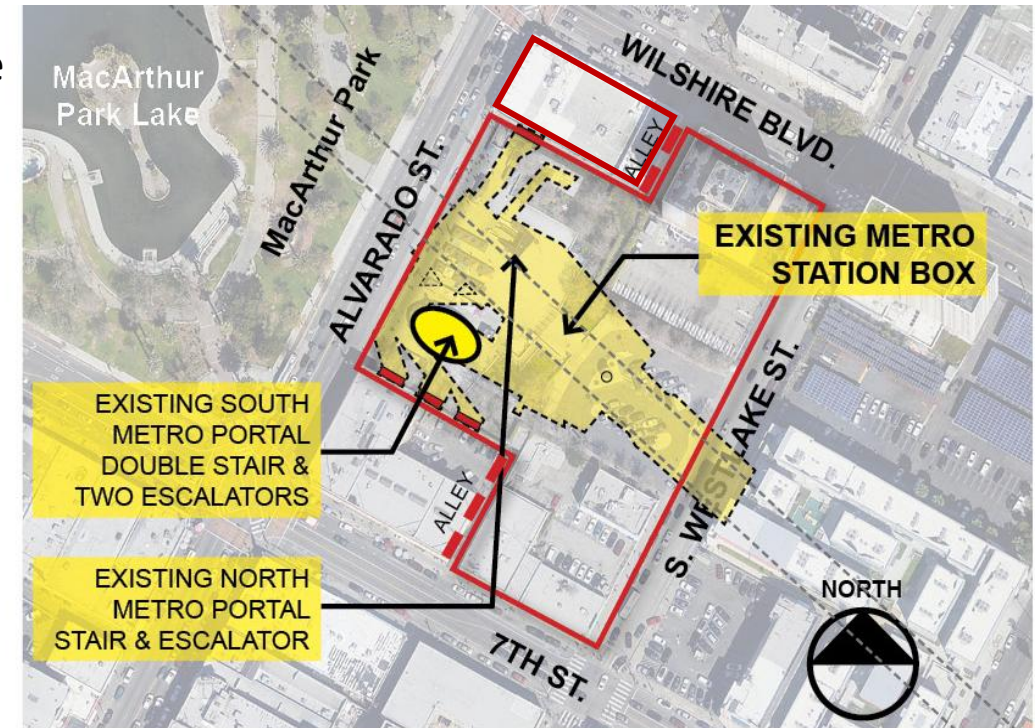 e
MacArthur
Park Lake
MacArthur Park
ALVARADO ST.
WILSHIRE BLVD.
ALLEY
EXISTING METRO
STATION BOX
EXISTING SOUTH
METRO PORTAL
DOUBLE STAIR &
TWO ESCALATORS
S. WESTLAKE ST.
ALLEY
EXISTING NORTH
METRO PORTAL
STAIR & ESCALATOR
7TH ST.
NORTH